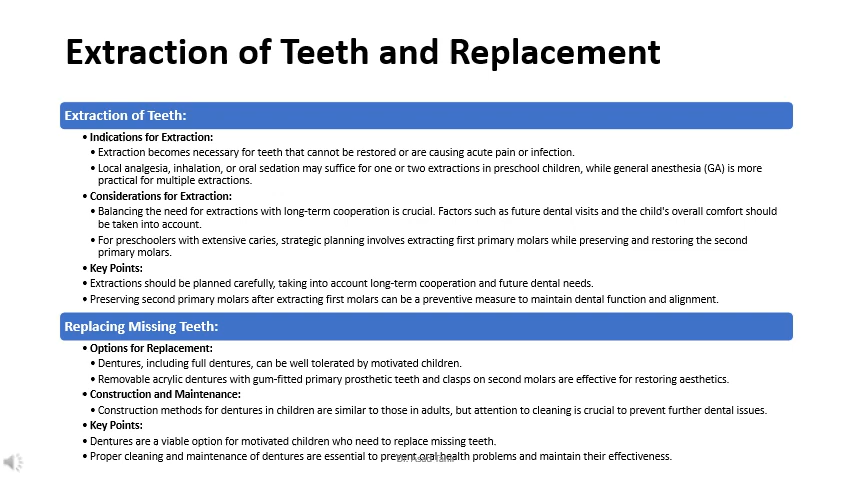 Extraction of Teeth and Replacement
Extraction of Teeth:
• Indications for Extraction:
• Extraction becomes necessary for teeth that cannot be restored or are causing acute pain or infection.
• Local analgesia, inhalation, or oral sedation may suffice for one or two extractions in preschool children, while general anesthesia (GA) is more
practical for multiple extractions.
• Considerations for Extraction:
• Balancing the need for extractions with long-term cooperation is crucial. Factors such as future dental visits and the child's overall comfort should
be taken into account.
• For preschoolers with extensive caries, strategic planning involves extracting first primary molars while preserving and restoring the second
primary molars.
• Key Points:
• Extractions should be planned carefully, taking into account long-term cooperation and future dental needs.
• Preserving second primary molars after extracting first molars can be a preventive measure to maintain dental function and alignment.
Replacing Missing Teeth:
• Options for Replacement:
• Dentures, including full dentures, can be well tolerated by motivated children.
• Removable acrylic dentures with gum-fitted primary prosthetic teeth and clasps on second molars are effective for restoring aesthetics.
• Construction and Maintenance:
• Construction methods for dentures in children are similar to those in adults, but attention to cleaning is crucial to prevent further dental issues.
• Key Points:
• Dentures are a viable option for motivated children who need to replace missing teeth.
• Proper cleaning and maintenance of dentures are essential to prevent oral health problems and maintain their effectiveness.